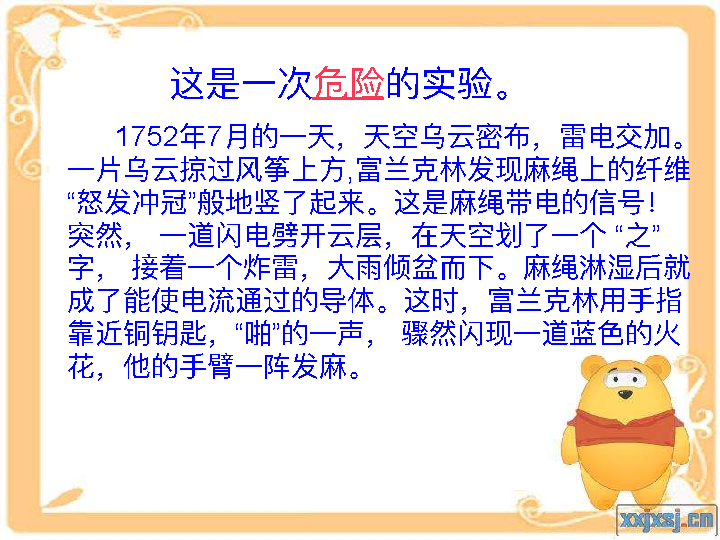 这是一次危险的实验。
1752年7月的一天，天空乌云密布，雷电交加。
一片乌云掠过风筝上方,富兰克林发现麻绳上的纤维
“怒发冲冠”般地竖了起来。这是麻绳带电的信号！
突然， 一道闪电劈开云层，在天空划了一个 “之”
字， 接着一个炸雷，大雨倾盆而下。麻绳淋湿后就
成了能使电流通过的导体。这时，富兰克林用手指
靠近铜钥匙，“啪”的一声， 骤然闪现一道蓝色的火
花，他的手臂一阵发麻。
xxjxsj.cn